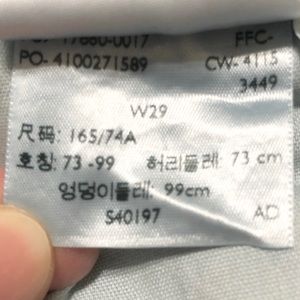 17660-0017 FFC-
PO- 4100271589 CW- 4115
3449
W29
尺码: 165/74A
호칭: 73 -99 허리둘레: 73 cm
엉덩이둘레: 99cm
S40197 AD